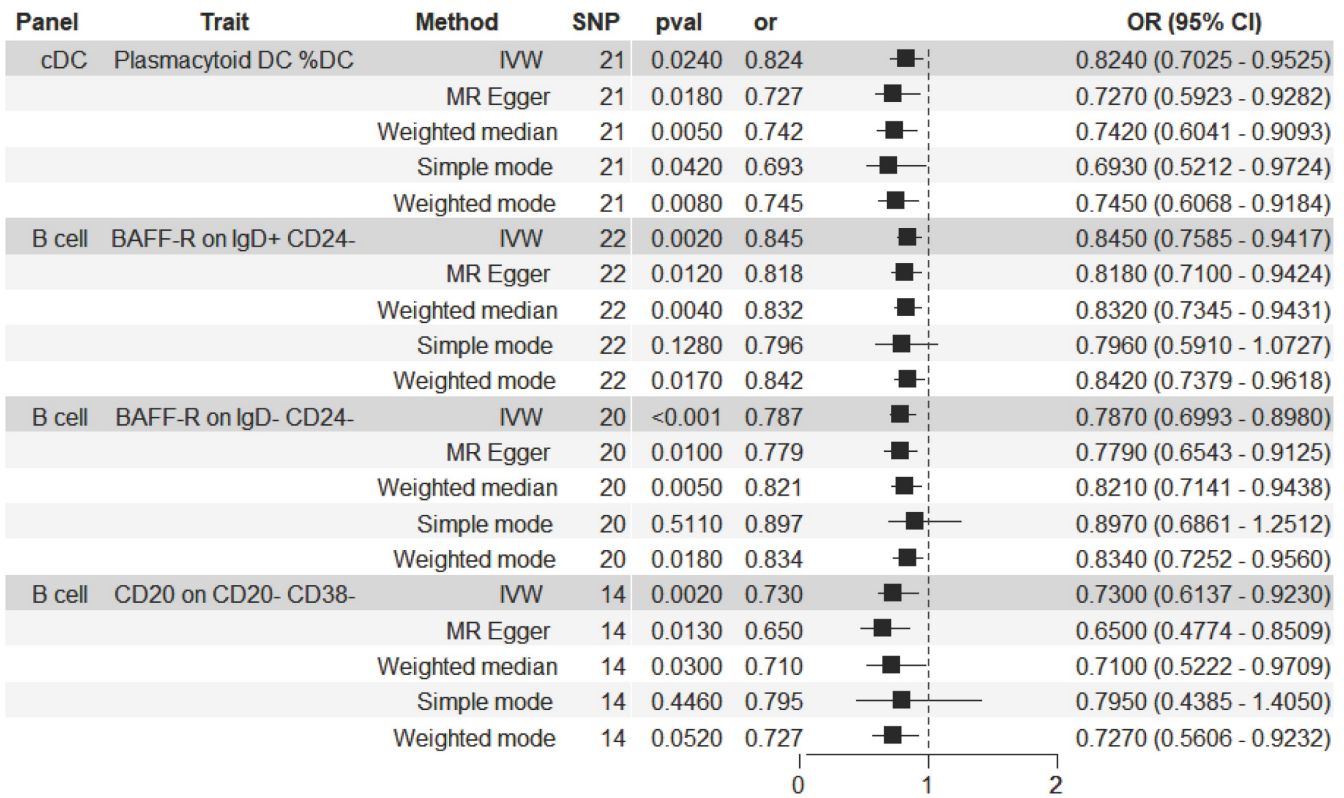 Panel Trait Method SNP pval or OR (95% CI)
cDC Plasmacytoid DC %DC IVW 21 0.0240 0.824 0.8240 (0.7025 - 0.9525)
MR Egger 21 0.0180 0.727 0.7270 (0.5923 - 0.9282)
Weighted median 21 0.0050 0.742 0.7420 (0.6041 - 0.9093)
Simple mode 21 0.0420 0.693 0.6930 (0.5212 - 0.9724)
Weighted mode 21 0.0080 0.745 0.7450 (0.6068 - 0.9184)
B cell BAFF-R on IgD+ CD24- IVW 22 0.0020 0.845 0.8450 (0.7585 - 0.9417)
MR Egger 22 0.0120 0.818 0.8180 (0.7100 - 0.9424)
Weighted median 22 0.0040 0.832 0.8320 (0.7345 - 0.9431)
Simple mode 22 0.1280 0.796 0.7960 (0.5910 - 1.0727)
Weighted mode 22 0.0170 0.842 0.8420 (0.7379 - 0.9618)
B cell BAFF-R on IgD- CD24- IVW 20 <0.001 0.787 0.7870 (0.6993 - 0.8980)
MR Egger 20 0.0100 0.779 0.7790 (0.6543 - 0.9125)
Weighted median 20 0.0050 0.821 0.8210 (0.7141 - 0.9438)
Simple mode 20 0.5110 0.897 0.8970 (0.6861 - 1.2512)
Weighted mode 20 0.0180 0.834 0.8340 (0.7252 - 0.9560)
B cell CD20 on CD20- CD38- IVW 14 0.0020 0.730 0.7300 (0.6137 - 0.9230)
MR Egger 14 0.0130 0.650 0.6500 (0.4774 - 0.8509)
Weighted median 14 0.0300 0.710 0.7100 (0.5222 - 0.9709)
Simple mode 14 0.4460 0.795 0.7950 (0.4385 - 1.4050)
Weighted mode 14 0.0520 0.727 0.7270 (0.5606 - 0.9232)
0 1 2